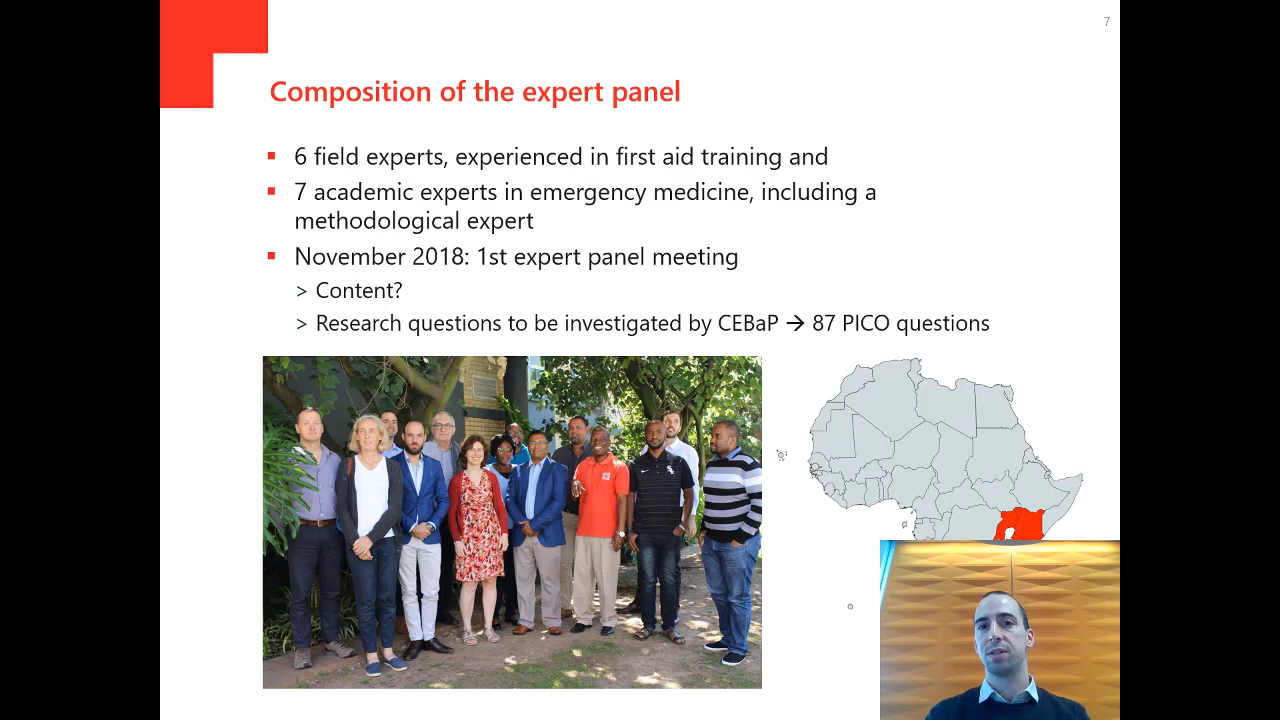 7
Composition of the expert panel
▪ 6 field experts, experienced in first aid training and
▪ 7 academic experts in emergency medicine, including a
methodological expert
▪ November 2018: 1st expert panel meeting
> Content?
> Research questions to be investigated by CEBaP → 87 PICO questions